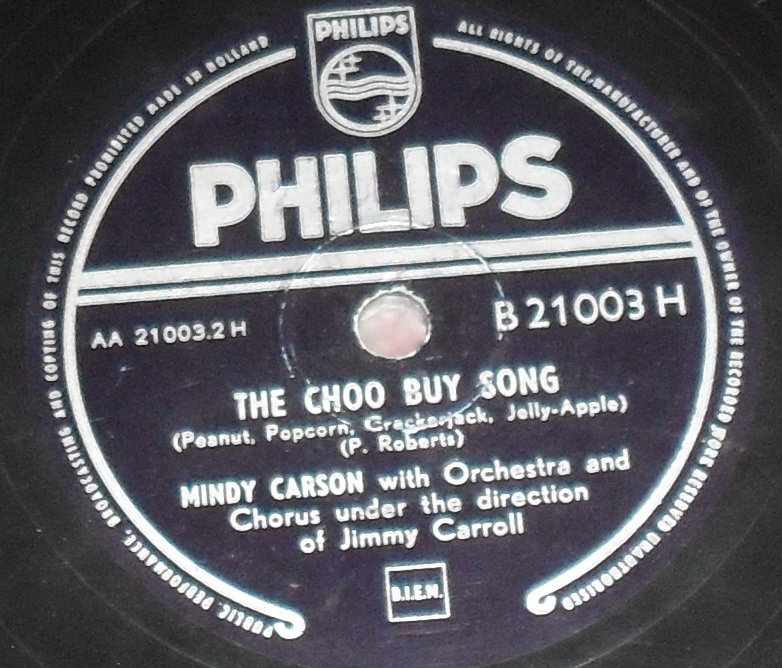 PHILIPS
PHILIPS
AA 21003.2 H
B 21003 H
THE CHOO BUY SONG
(Peanut, Popcorn, Crackerjack, Jelly-Apple)
(P. Roberts)
MINDY CARSON with Orchestra and
Chorus under the direction
of Jimmy Carroll
B.I.E.M.
MADE IN HOLLAND
ALL RIGHTS OF THE MANUFACTURER AND OF THE OWNER OF THE RECORDED WORK RESERVED UNAUTHORISED
PUBLIC PERFORMANCE, BROADCASTING AND COPYING OF THIS RECORD PROHIBITED